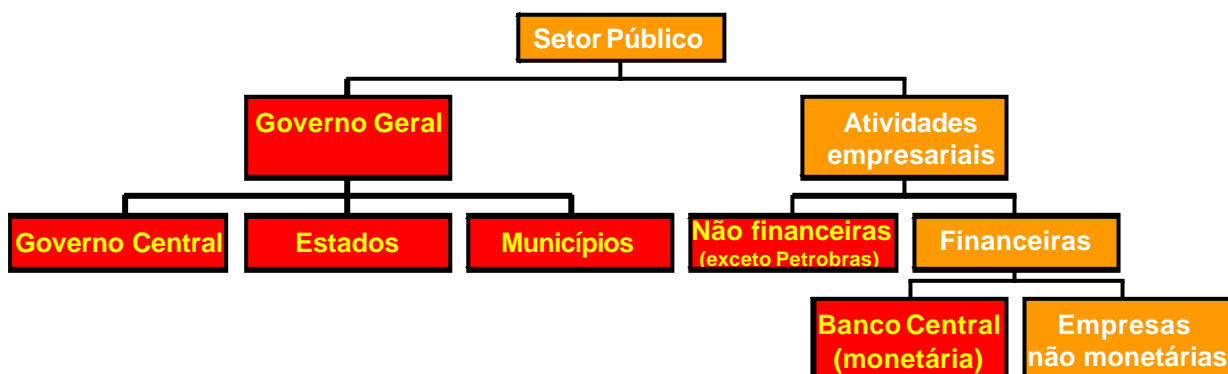 Setor Público
Governo Geral
Atividades
empresariais
Governo Central
Estados
Municípios
Não financeiras
(exceto Petrobras)
Financeiras
Banco Central
(monetária)
Empresas
não monetárias